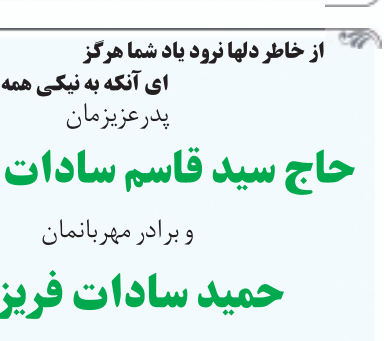 از خاطر دلها نرود یاد شما هرگز
ای آنکه به نیکی همه
پدرعزیزمان
حاج سید قاسم سادات
و برادر مهربانمان
حمید سادات